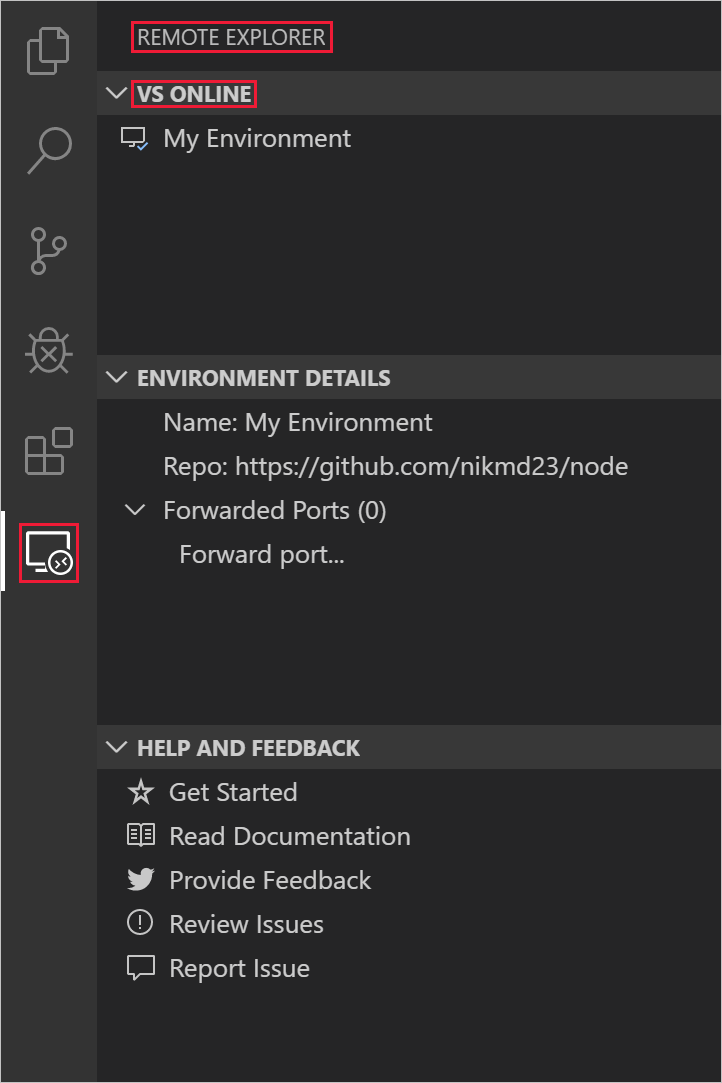 REMOTE EXPLORER
VS ONLINE
My Environment
ENVIRONMENT DETAILS
Name: My Environment
Repo: https://github.com/nikmd23/node
Forwarded Ports (0)
Forward port...
HELP AND FEEDBACK
Get Started
Read Documentation
Provide Feedback
Review Issues
Report Issue